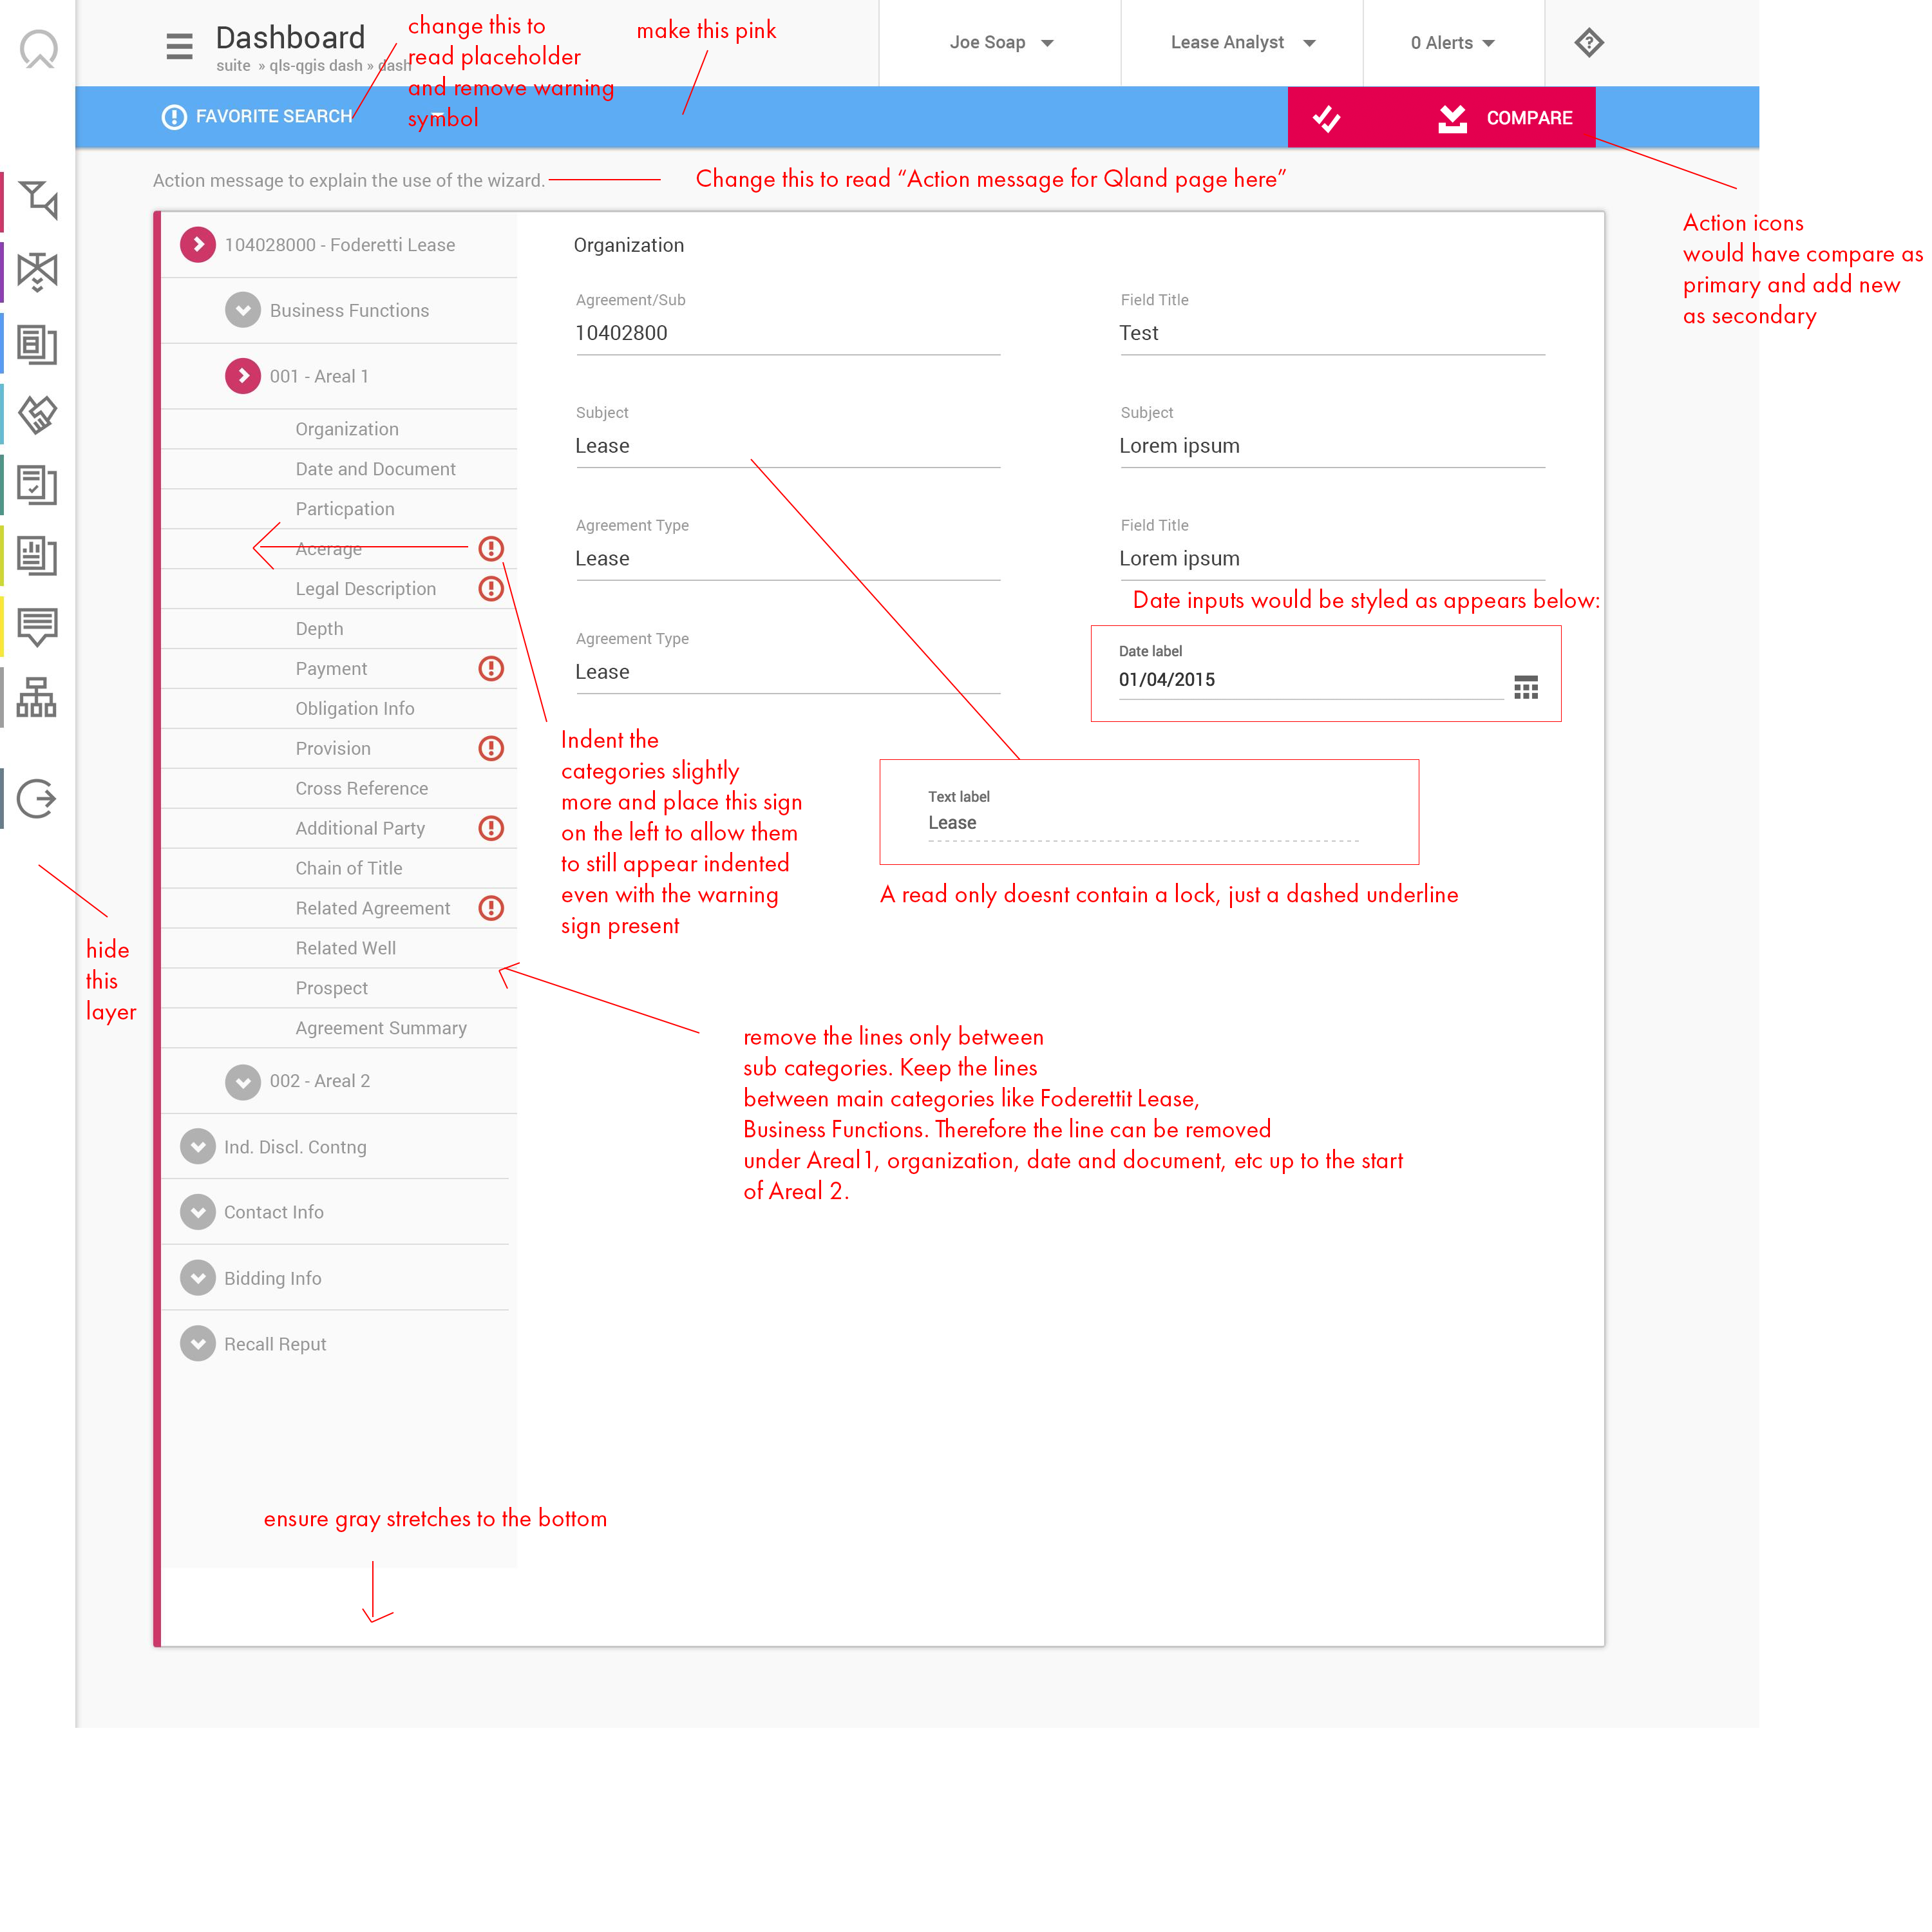 Dashboard
suite » qls-qgis dash » dash
change this to
read placeholder
and remove warning
symbol
make this pink
Joe Soap
Lease Analyst
0 Alerts
FAVORITE SEARCH
COMPARE
Action message to explain the use of the wizard.
Change this to read “Action message for Qland page here”
Action icons
would have compare as
primary and add new
as secondary
104028000 - Foderetti Lease
Business Functions
001 - Areal 1
Organization
Date and Document
Particpation
Acerage
Legal Description
Depth
Payment
Obligation Info
Provision
Cross Reference
Additional Party
Chain of Title
Related Agreement
Related Well
Prospect
Agreement Summary
002 - Areal 2
Ind. Discl. Contng
Contact Info
Bidding Info
Recall Reput
Organization
Agreement/Sub
10402800
Field Title
Test
Subject
Lease
Subject
Lorem ipsum
Agreement Type
Lease
Field Title
Lorem ipsum
Date inputs would be styled as appears below:
Agreement Type
Lease
Date label
01/04/2015
Indent the
categories slightly
more and place this sign
on the left to allow them
to still appear indented
even with the warning
sign present
Text label
Lease
A read only doesnt contain a lock, just a dashed underline
hide
this
layer
remove the lines only between
sub categories. Keep the lines
between main categories like Foderettit Lease,
Business Functions. Therefore the line can be removed
under Areal1, organization, date and document, etc up to the start
of Areal 2.
ensure gray stretches to the bottom